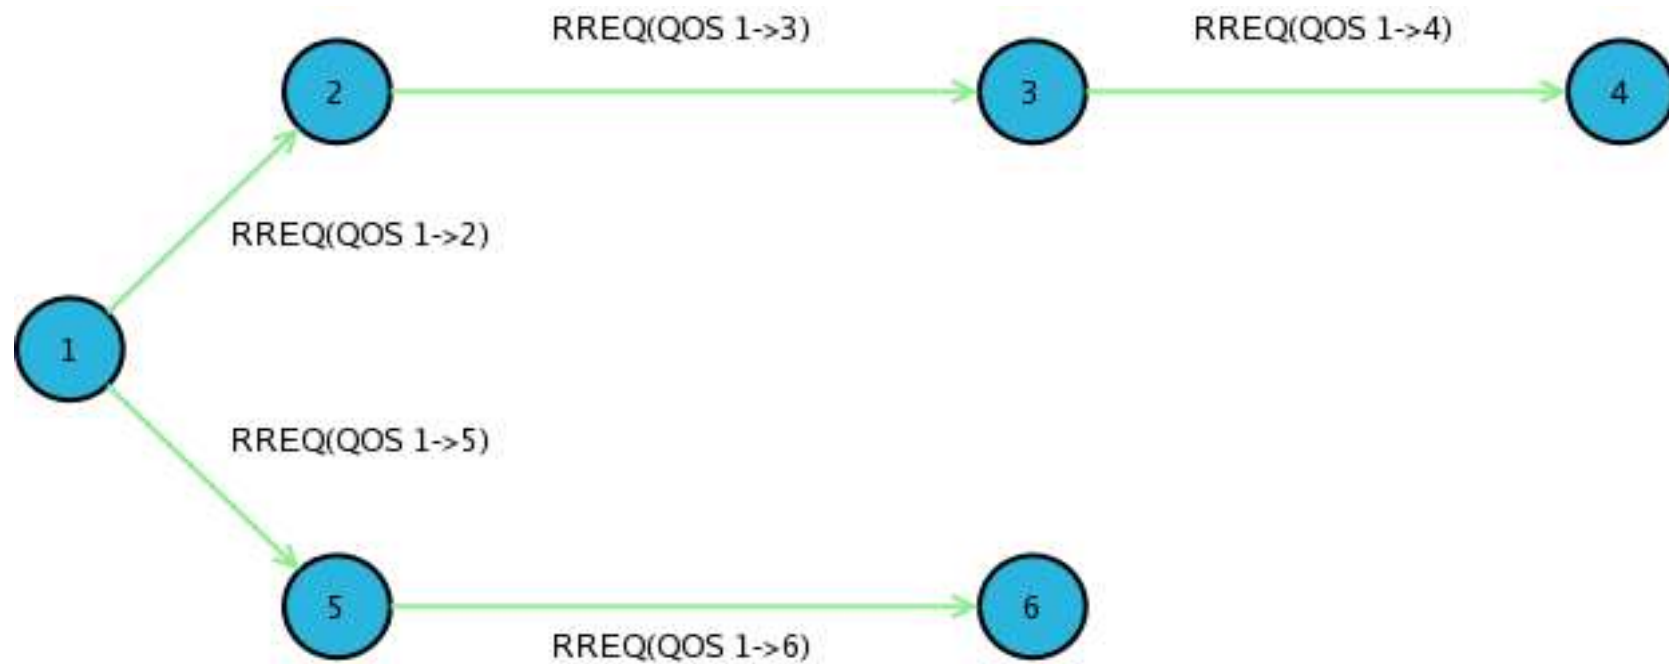 RREQ(QOS 1->3)
RREQ(QOS 1->4)
2
3
4
RREQ(QOS 1->2)
1
RREQ(QOS 1->5)
5
6
RREQ(QOS 1->6)